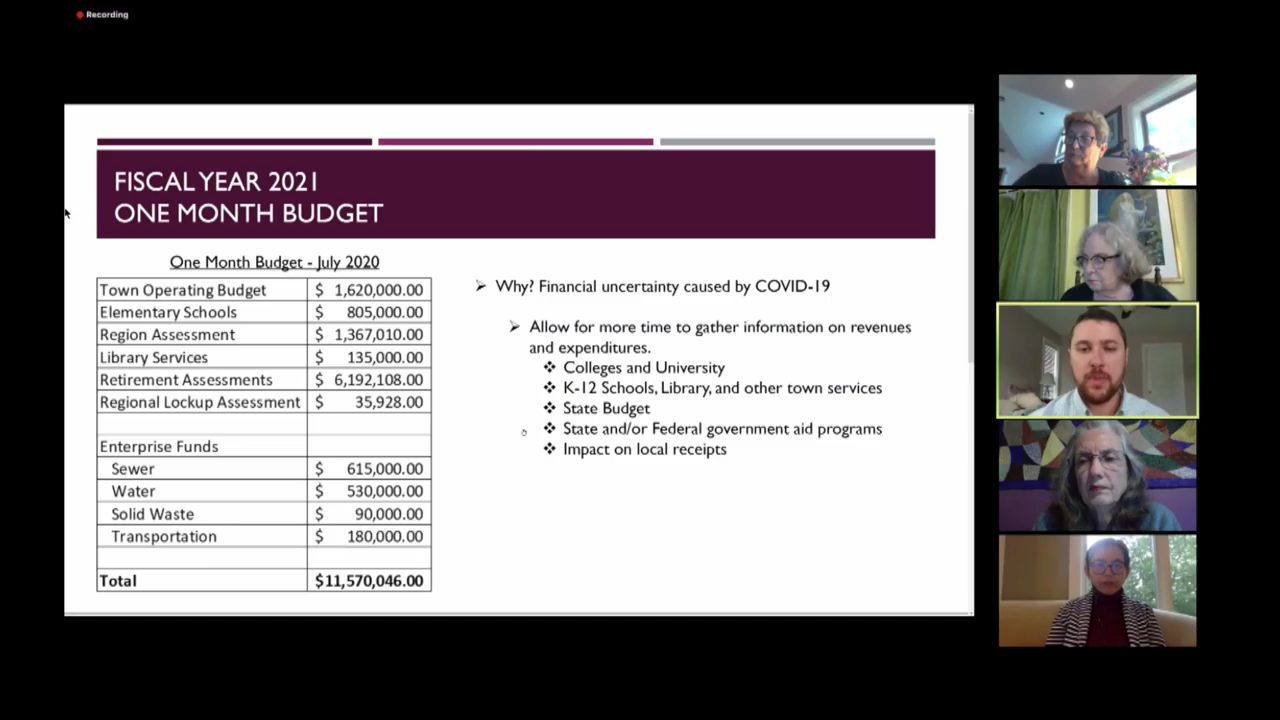 Recording
FISCAL YEAR 2021
ONE MONTH BUDGET
One Month Budget - July 2020
Town Operating Budget $ 1,620,000.00
Elementary Schools $ 805,000.00
Region Assessment $ 1,367,010.00
Library Services $ 135,000.00
Retirement Assessments $ 6,192,108.00
Regional Lockup Assessment $ 35,928.00
Enterprise Funds
Sewer $ 615,000.00
Water $ 530,000.00
Solid Waste $ 90,000.00
Transportation $ 180,000.00
Total $11,570,046.00
Why? Financial uncertainty caused by COVID-19
Allow for more time to gather information on revenues
and expenditures.
Colleges and University
K-12 Schools, Library, and other town services
State Budget
State and/or Federal government aid programs
Impact on local receipts